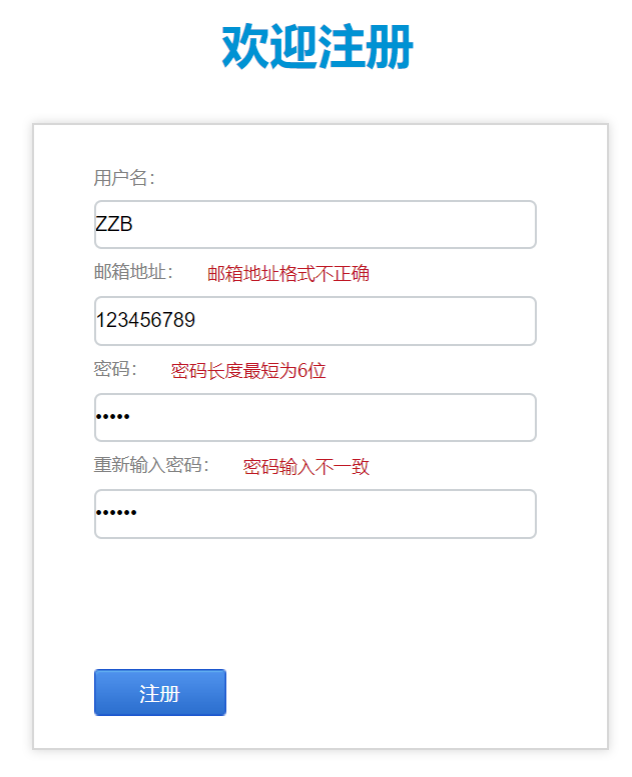 欢迎注册
用户名：
ZZB
邮箱地址： 邮箱地址格式不正确
123456789
密码： 密码长度最短为6位
•••••
重新输入密码： 密码输入不一致
••••••
注册